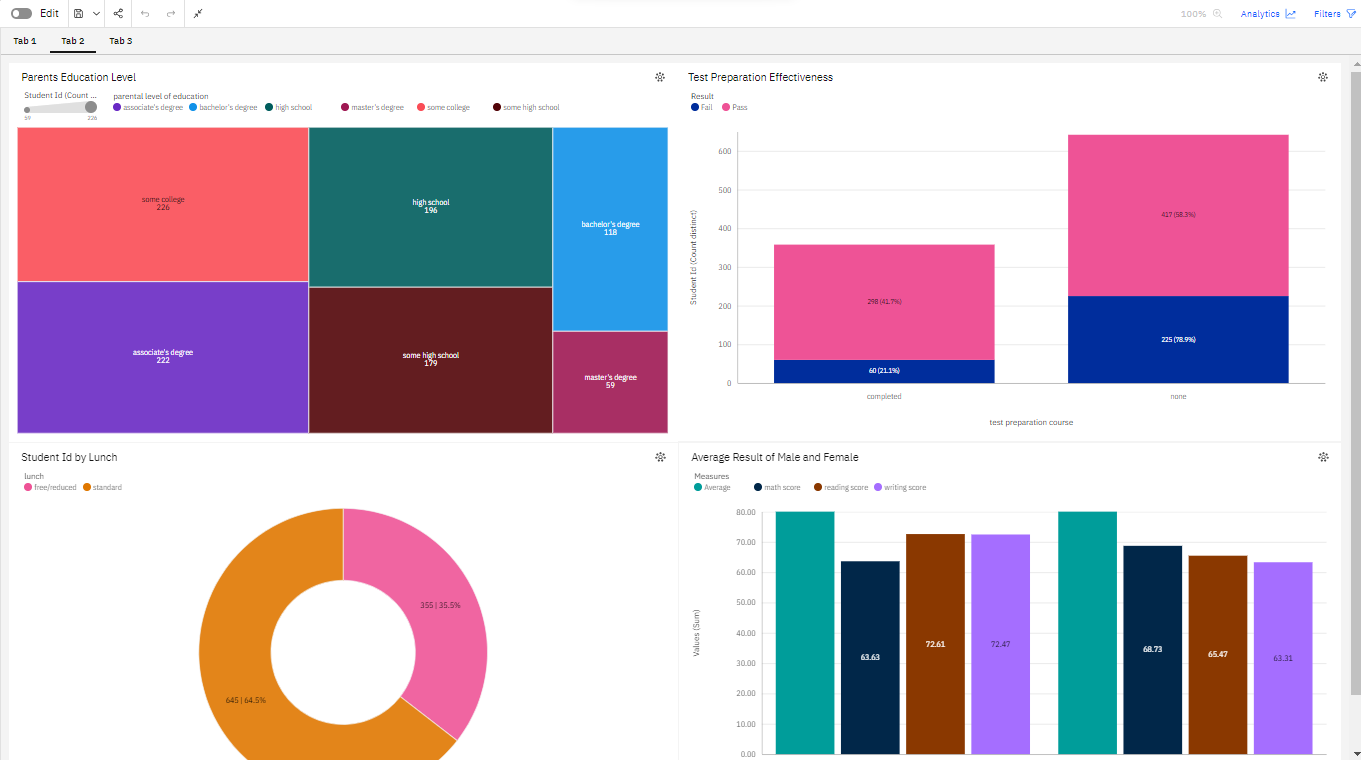 Edit
100%
Analytics
Filters
Tab 1 Tab 2 Tab 3
Parents Education Level
Student Id (Count ...
59 226
parental level of education
associate's degree bachelor's degree high school master's degree some college some high school
some college
226
high school
196
bachelor's degree
118
associate's degree
222
some high school
179
master's degree
59
Test Preparation Effectiveness
Result
Fail Pass
Student Id (Count distinct)
600
500
400
300
200
100
0
298 (41.7%)
60 (21.1%)
417 (58.3%)
225 (78.9%)
completed none
test preparation course
Student Id by Lunch
lunch
free/reduced standard
355 | 35.5%
645 | 64.5%
Average Result of Male and Female
Measures
Average math score reading score writing score
Values (Sum)
80.00
70.00
60.00
50.00
40.00
30.00
20.00
10.00
0.00
63.63
72.61
72.47
68.73
65.47
63.31